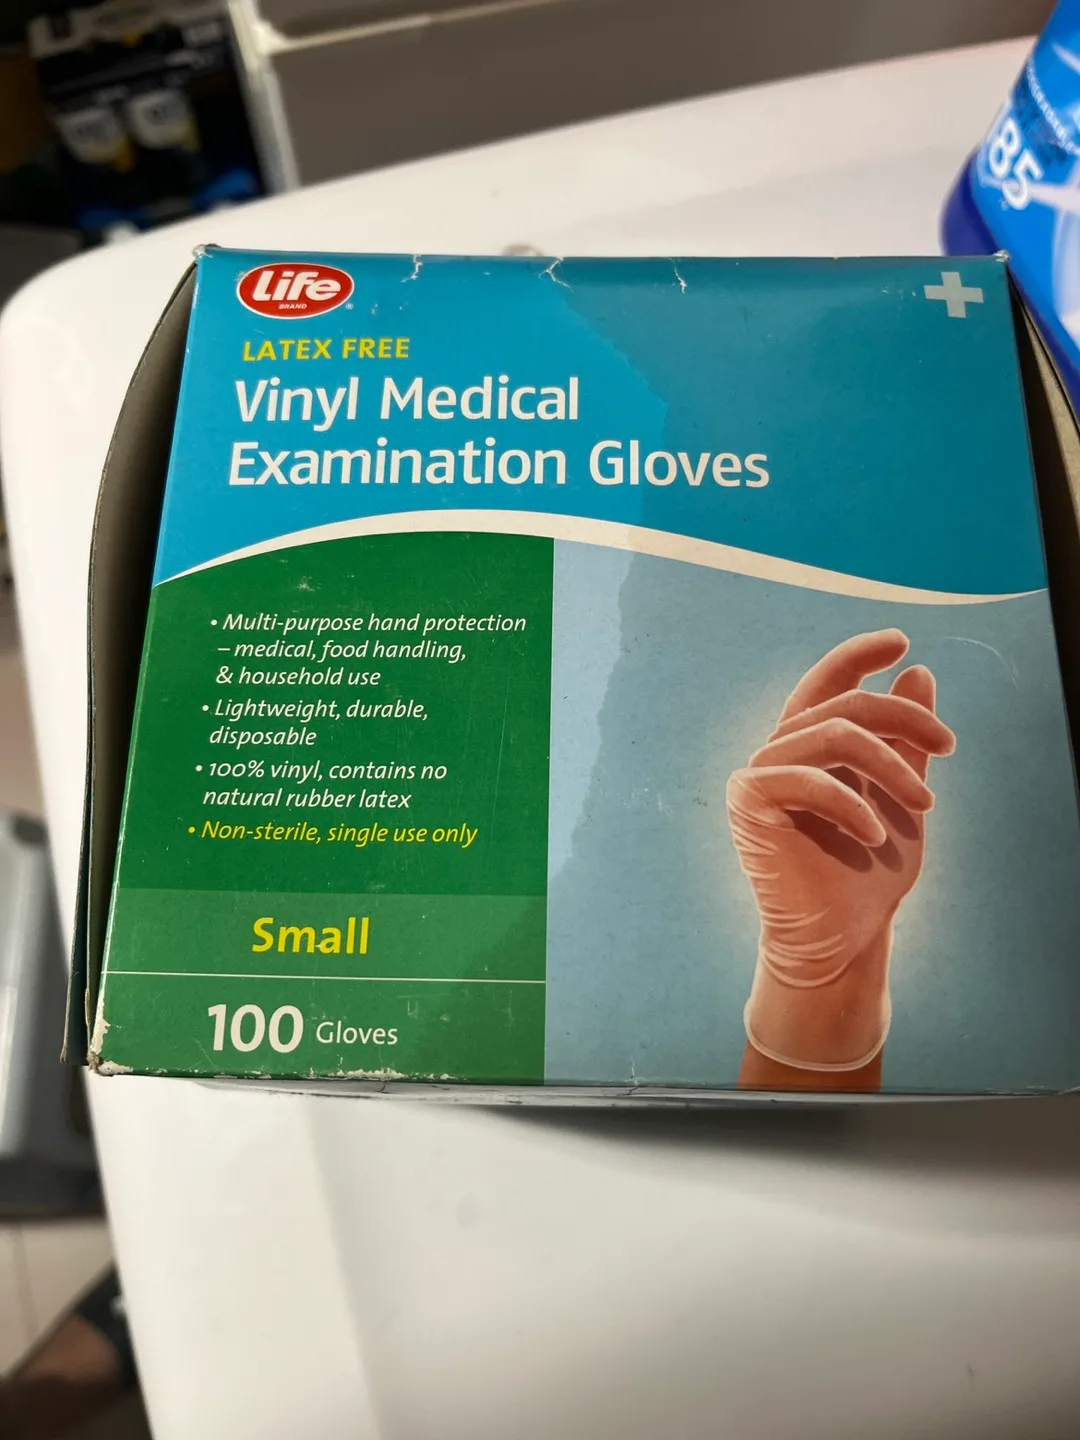 Life
BRAND
®
LATEX FREE
Vinyl Medical
Examination Gloves
• Multi-purpose hand protection
– medical, food handling,
& household use
• Lightweight, durable,
disposable
• 100% vinyl, contains no
natural rubber latex
• Non-sterile, single use only
Small
100 Gloves
85